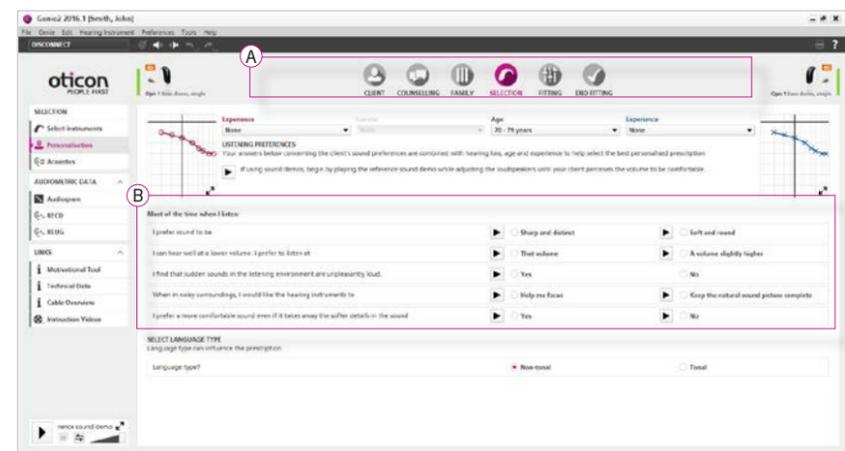 Genie2 2016.1 [Smith, John]
File Genie Edit Hearing Instrument Preferences Tools Help
DISCONNECT
?
A
oticon
PEOPLE FIRST
CLIENT COUNSELLING FAMILY SELECTION FITTING END FITTING
SELECTION
Select Instruments
Personalisation
Acoustics
AUDIOMETRIC DATA
Audiogram
RECD
REUG
LINKS
Motivational Tool
Technical Data
Cable Overview
Instruction Videos
Experience
None
Age
70 - 79 years
Experience
None
LISTENING PREFERENCES
Your answers below concerning the client's sound preferences are combined with hearing loss, age and experience to help select the best personalised prescription
If using sound demos, begin by playing the reference sound demo while adjusting the loudspeakers until your client perceives the volume to be comfortable.
B
Most of the time when I listen:
I prefer sound to be Sharp and distinct Soft and round
I can hear well at a lower volume. I prefer to listen at That volume A volume slightly higher
I find that sudden sounds in the listening environment are unpleasantly loud. Yes No
When in noisy surroundings, I would like the hearing instruments to Help me focus Keep the natural sound picture complete
I prefer a more comfortable sound even if it takes away the softer details in the sound Yes No
SELECT LANGUAGE TYPE
Language type can influence the prescription
Language type? Non-tonal Tonal
rence sound demo